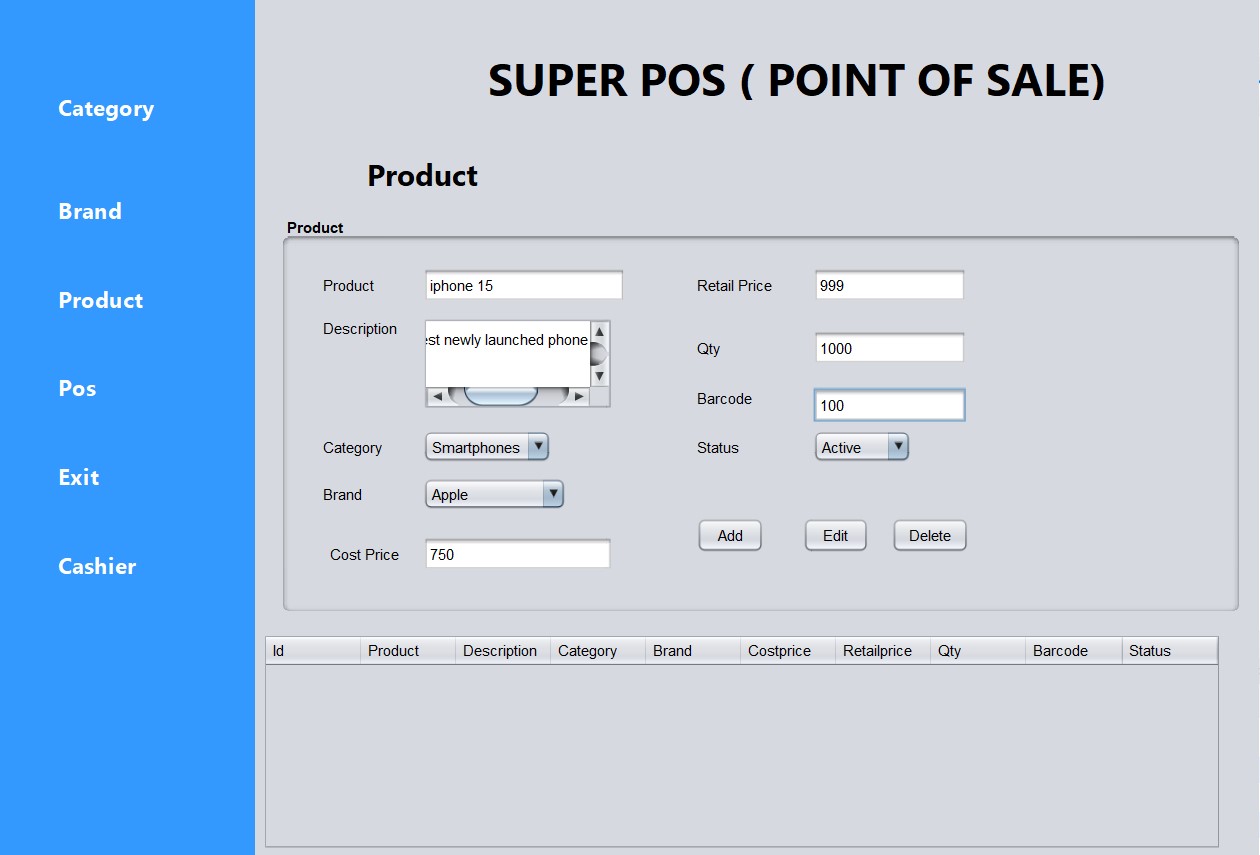 SUPER POS ( POINT OF SALE)
Category
Brand
Product
Pos
Exit
Cashier
Product
Product
Product iphone 15
Description newly launched phone
Category Smartphones
Brand Apple
Cost Price 750
Retail Price 999
Qty 1000
Barcode 100
Status Active
Add Edit Delete
Id Product Description Category Brand Costprice Retailprice Qty Barcode Status